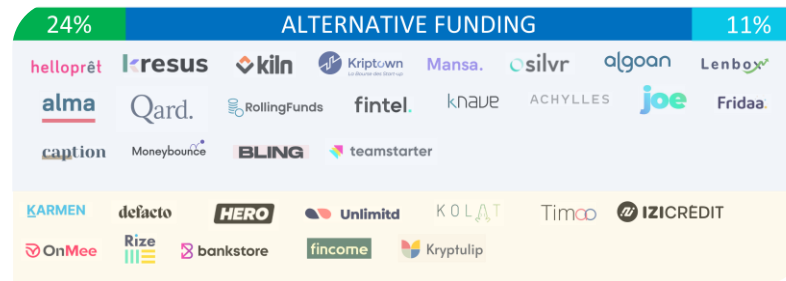 24% ALTERNATIVE FUNDING 11%
helloprêt kresus kiln Kriptown Mansa. silvr algoan Lenbox
La Bourse des Start-up
alma Qard. RollingFunds fintel. knave ACHYLLES joe Fridaa.
caption Moneybounce BLING teamstarter
KARMEN defacto HERO Unlimitd KOLAT Timoo IZICRÉDIT
OnMee Rize bankstore fincome Kryptulip